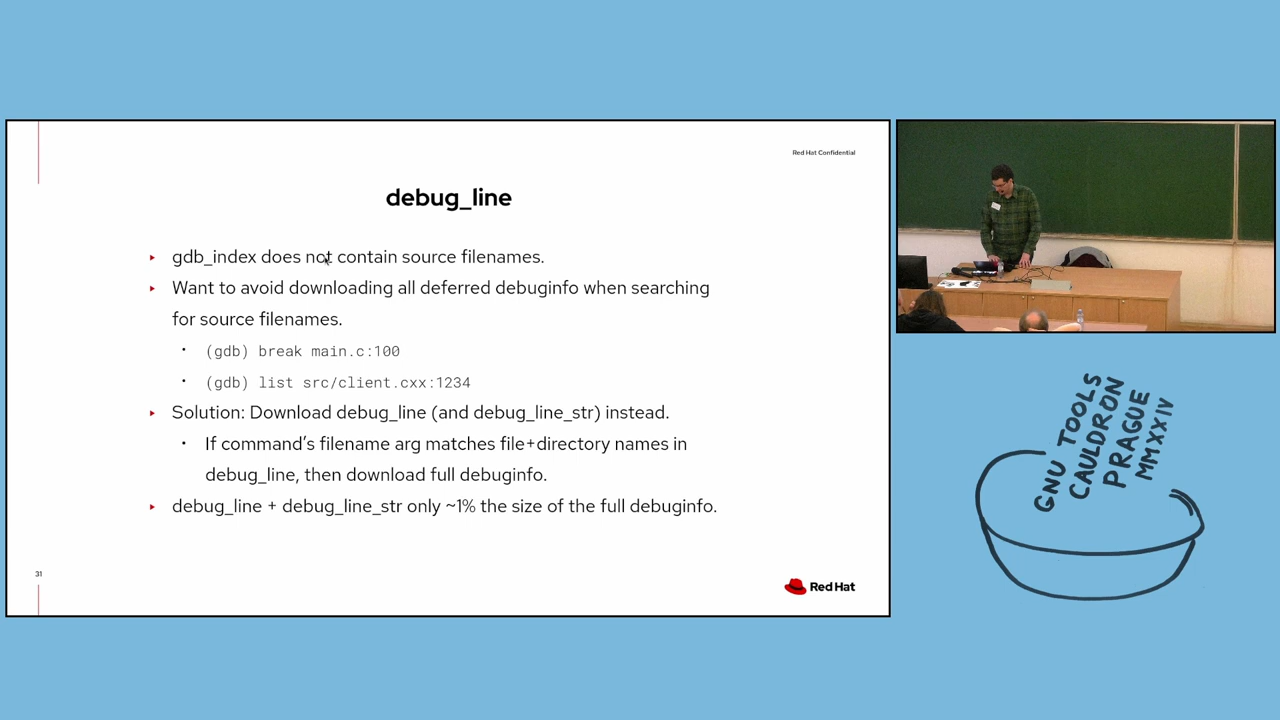 Red Hat Confidential
debug_line
▸ gdb_index does not contain source filenames.
▸ Want to avoid downloading all deferred debuginfo when searching
for source filenames.
• (gdb) break main.c:100
• (gdb) list src/client.cxx:1234
▸ Solution: Download debug_line (and debug_line_str) instead.
• If command's filename arg matches file+directory names in
debug_line, then download full debuginfo.
▸ debug_line + debug_line_str only ~1% the size of the full debuginfo.
31
Red Hat
GNU TOOLS
CAULDRON
PRAGUE
MMXXIV